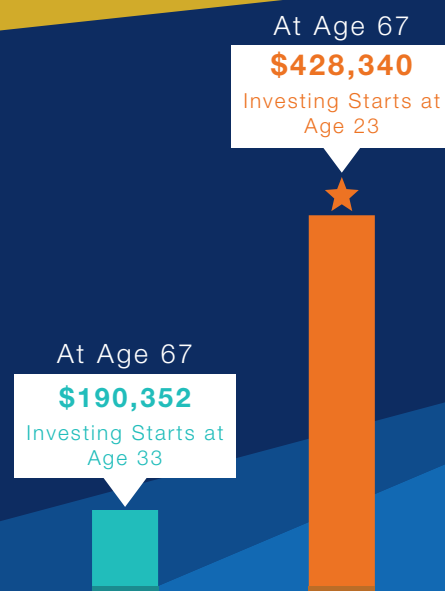 At Age 67
$428,340
Investing Starts at
Age 23
At Age 67
$190,352
Investing Starts at
Age 33